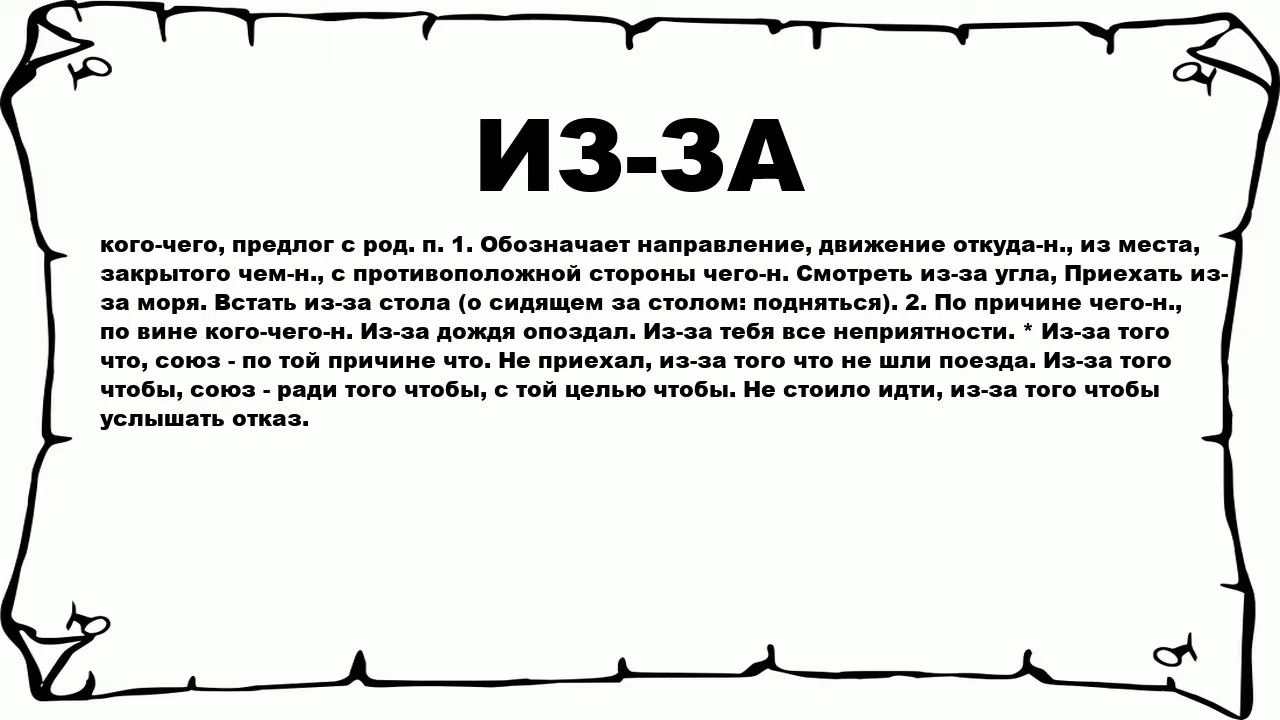 ИЗ-ЗА
кого-чего, предлог с род. п. 1. Обозначает направление, движение откуда-н., из места,
закрытого чем-н., с противоположной стороны чего-н. Смотреть из-за угла, Приехать из-
за моря. Встать из-за стола (о сидящем за столом: подняться). 2. По причине чего-н.,
по вине кого-чего-н. Из-за дождя опоздал. Из-за тебя все неприятности. * Из-за того
что, союз - по той причине что. Не приехал, из-за того что не шли поезда. Из-за того
чтобы, союз - ради того чтобы, с той целью чтобы. Не стоило идти, из-за того чтобы
услышать отказ.